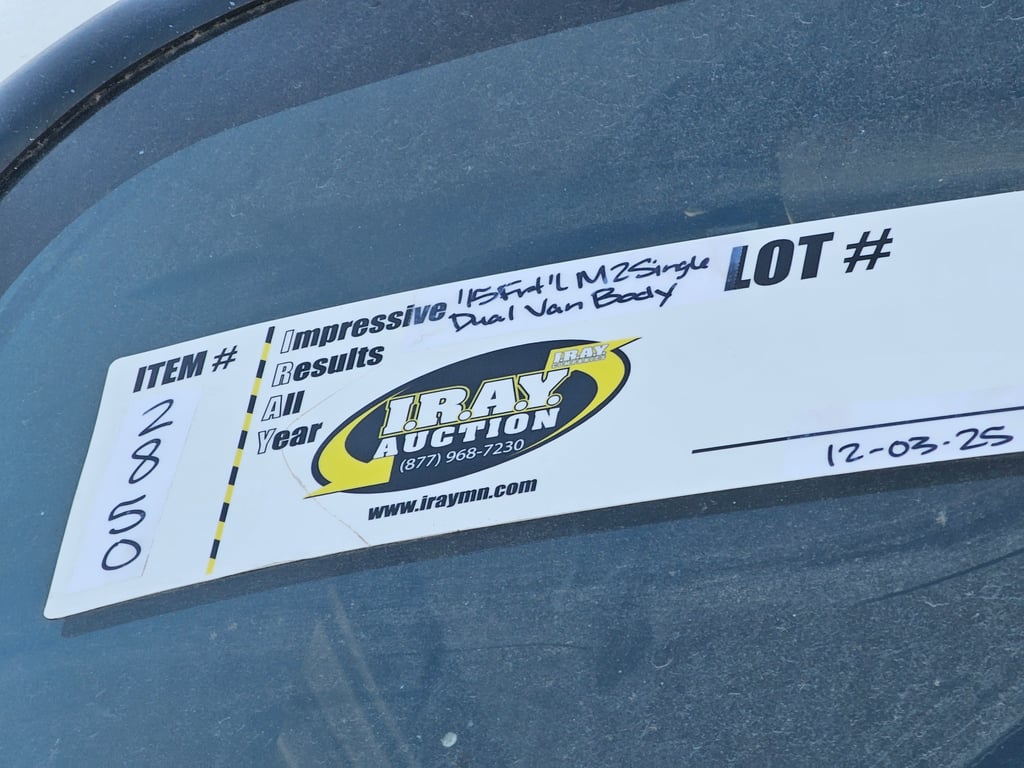 ITEM #
28510
Impressive
Results
All
Year
'15 Frt'L M2 Single
Dual Van Body
I.R.A.Y.
I.R.A.Y.
AUCTION
(877) 968-7230
www.iraymn.com
LOT #
12-03-25